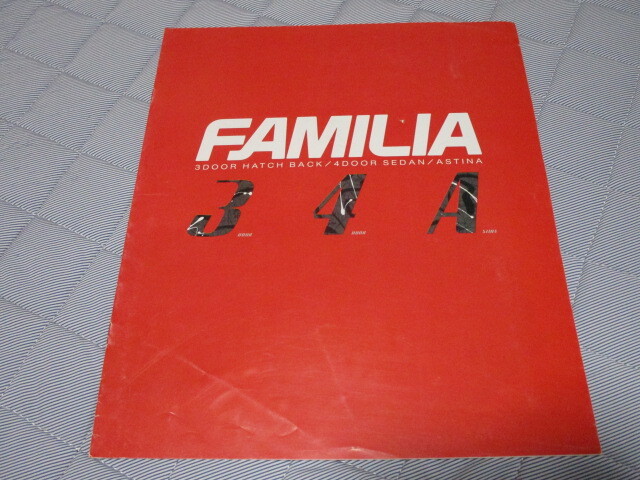 FAMILIA
3DOOR HATCH BACK/4DOOR SEDAN/ASTINA
3 4 A